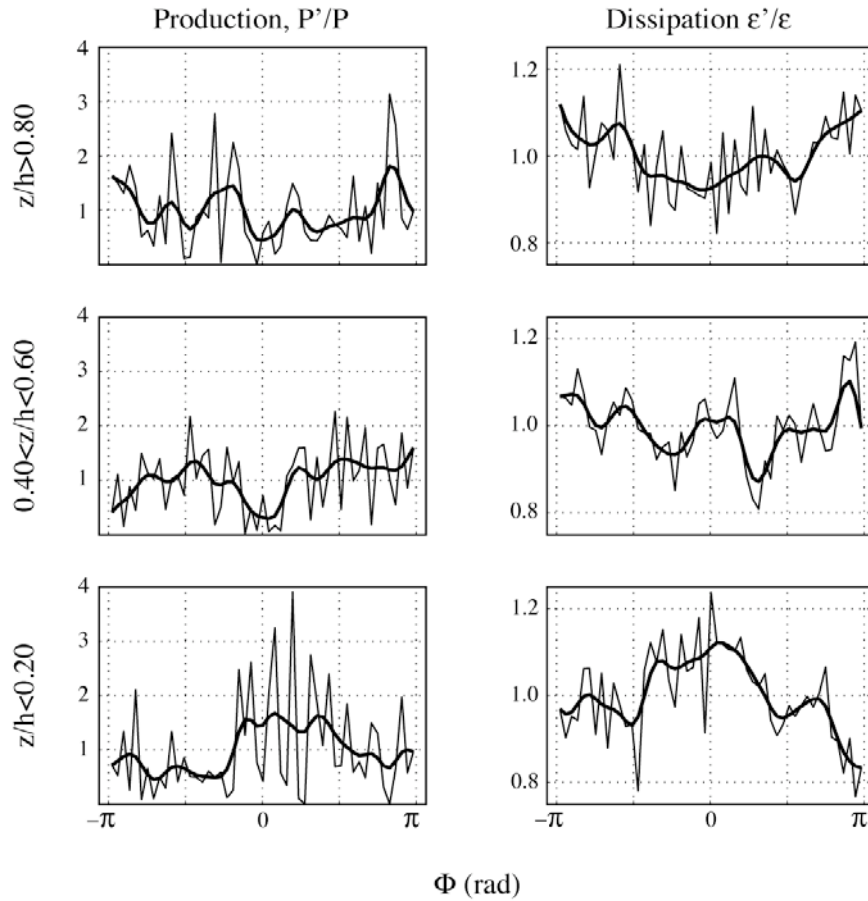 Production, P'/P
Dissipation ε'/ε
z/h>0.80
4
3
2
1
1.2
1.0
0.8
0.40<z/h<0.60
4
3
2
1
1.2
1.0
0.8
z/h<0.20
4
3
2
1
1.2
1.0
0.8
−π 0 π
−π 0 π
Φ (rad)